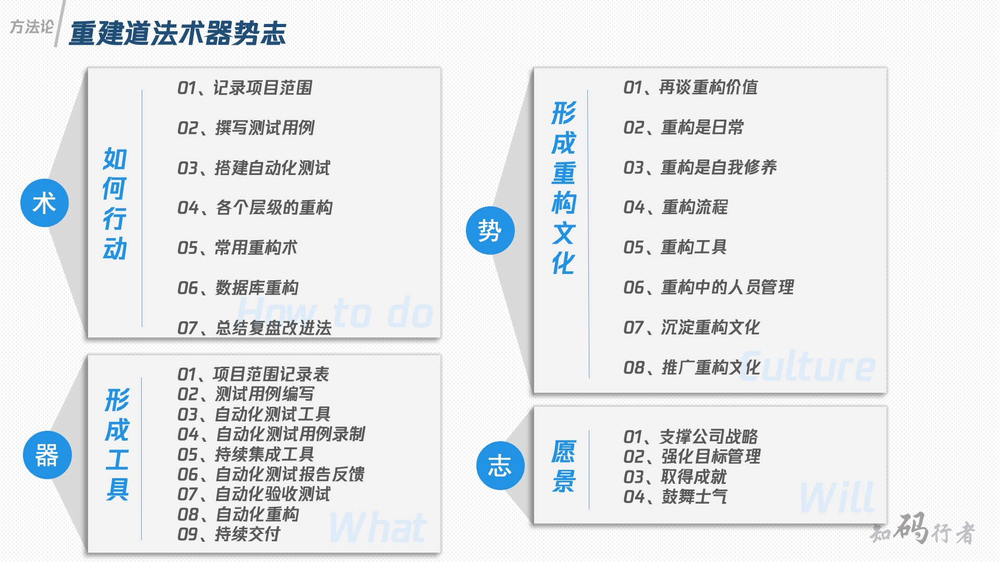 方法论
重建道法术器势志
术
如何行动
01、记录项目范围
02、撰写测试用例
03、搭建自动化测试
04、各个层级的重构
05、常用重构术
06、数据库重构
07、总结复盘改进法
How to do
器
形成工具
01、项目范围记录表
02、测试用例编写
03、自动化测试工具
04、自动化测试用例录制
05、持续集成工具
06、自动化测试报告反馈
07、自动化验收测试
08、自动化重构
09、持续交付
What
势
形成重构文化
01、再谈重构价值
02、重构是日常
03、重构是自我修养
04、重构流程
05、重构工具
06、重构中的人员管理
07、沉淀重构文化
08、推广重构文化
Culture
志
愿景
01、支撑公司战略
02、强化目标管理
03、取得成就
04、鼓舞士气
Will
知码行者